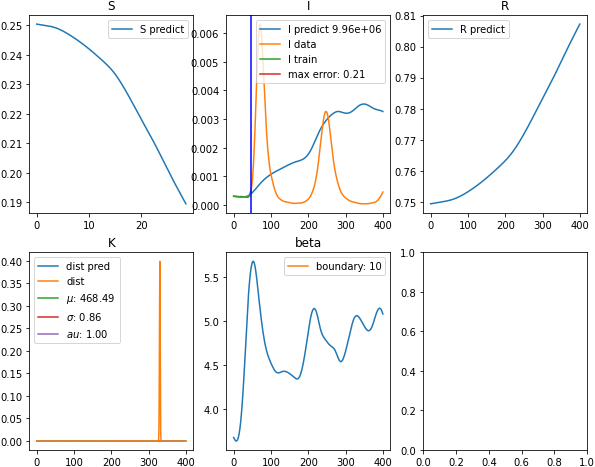 S
I
R
S predict
I predict 9.96e+06
I data
I train
max error: 0.21
R predict
0.25
0.24
0.23
0.22
0.21
0.20
0.19
0 10 20
0.006
0.005
0.004
0.003
0.002
0.001
0.000
0 100 200 300 400
0.81
0.80
0.79
0.78
0.77
0.76
0.75
0 100 200 300 400
K
beta
dist pred
dist
μ: 468.49
σ: 0.86
au: 1.00
boundary: 10
0.40
0.35
0.30
0.25
0.20
0.15
0.10
0.05
0.00
0 100 200 300 400
5.5
5.0
4.5
4.0
0 100 200 300 400
1.0
0.8
0.6
0.4
0.2
0.0
0.0 0.2 0.4 0.6 0.8 1.0